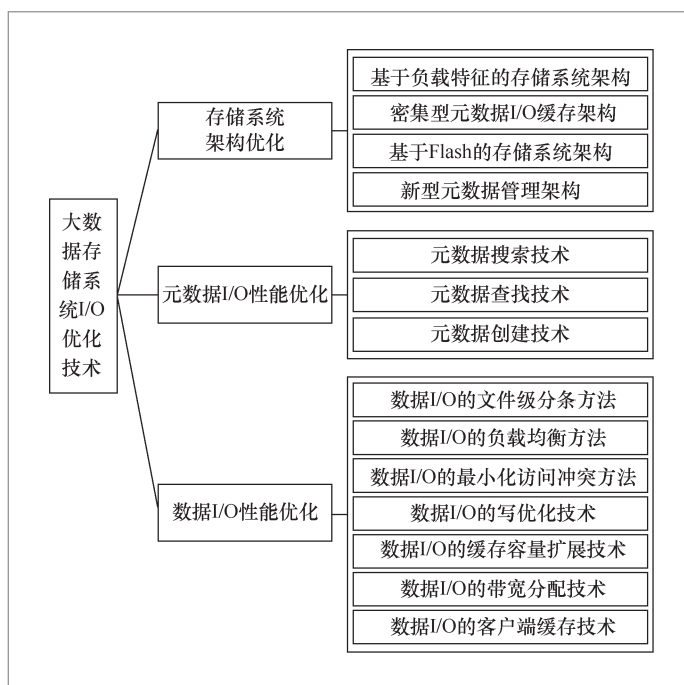 大数
据存
储系
统I/O
优化
技术
存储系统
架构优化
基于负载特征的存储系统架构
密集型元数据I/O缓存架构
基于Flash的存储系统架构
新型元数据管理架构
元数据I/O性能优化
元数据搜索技术
元数据查找技术
元数据创建技术
数据I/O性能优化
数据I/O的文件级分条方法
数据I/O的负载均衡方法
数据I/O的最小化访问冲突方法
数据I/O的写优化技术
数据I/O的缓存容量扩展技术
数据I/O的带宽分配技术
数据I/O的客户端缓存技术